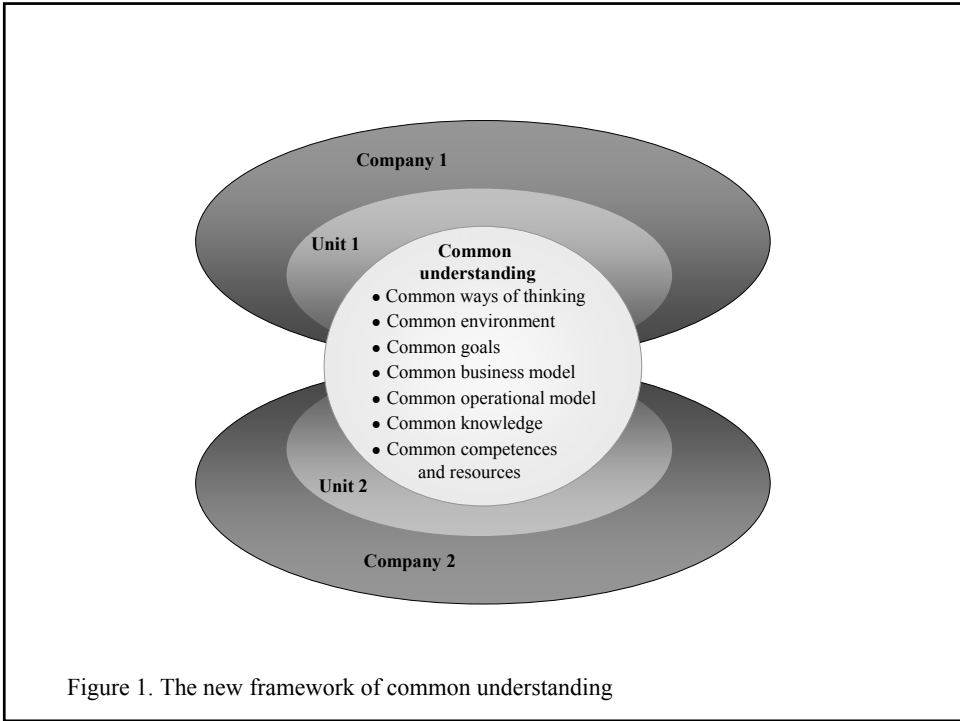 Company 1
Unit 1
Common
understanding
• Common ways of thinking
• Common environment
• Common goals
• Common business model
• Common operational model
• Common knowledge
• Common competences
and resources
Unit 2
Company 2
Figure 1. The new framework of common understanding